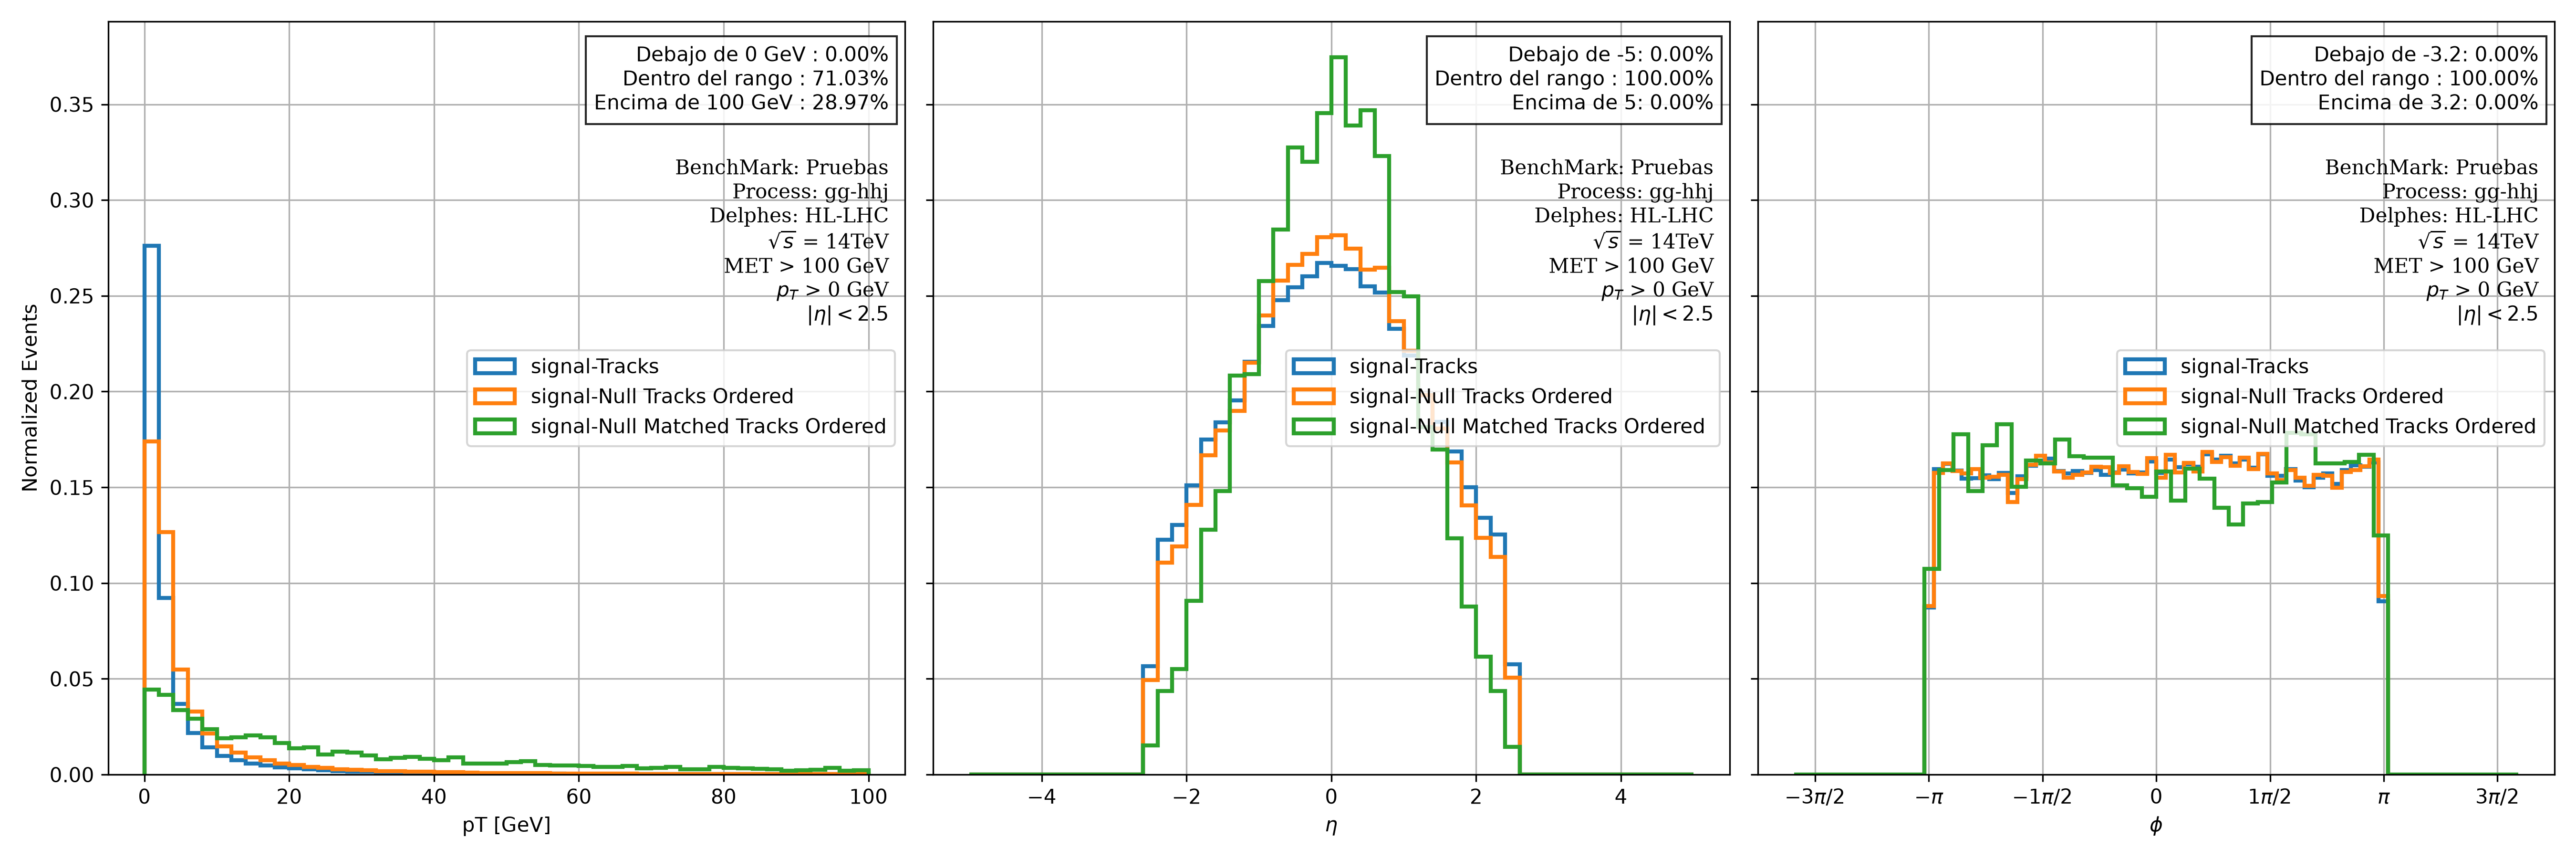 Normalized Events
0.35
0.30
0.25
0.20
0.15
0.10
0.05
0.00
Debajo de 0 GeV : 0.00%
Dentro del rango : 71.03%
Encima de 100 GeV : 28.97%
BenchMark: Pruebas
Process: gg-hhj
Delphes: HL-LHC
√s = 14TeV
MET > 100 GeV
p_T > 0 GeV
|η| < 2.5
signal-Tracks
signal-Null Tracks Ordered
signal-Null Matched Tracks Ordered
0 20 40 60 80 100
pT [GeV]
Debajo de -5: 0.00%
Dentro del rango : 100.00%
Encima de 5: 0.00%
BenchMark: Pruebas
Process: gg-hhj
Delphes: HL-LHC
√s = 14TeV
MET > 100 GeV
p_T > 0 GeV
|η| < 2.5
signal-Tracks
signal-Null Tracks Ordered
signal-Null Matched Tracks Ordered
−4 −2 0 2 4
η
Debajo de -3.2: 0.00%
Dentro del rango : 100.00%
Encima de 3.2: 0.00%
BenchMark: Pruebas
Process: gg-hhj
Delphes: HL-LHC
√s = 14TeV
MET > 100 GeV
p_T > 0 GeV
|η| < 2.5
signal-Tracks
signal-Null Tracks Ordered
signal-Null Matched Tracks Ordered
−3π/2 −π −1π/2 0 1π/2 π 3π/2
ϕ